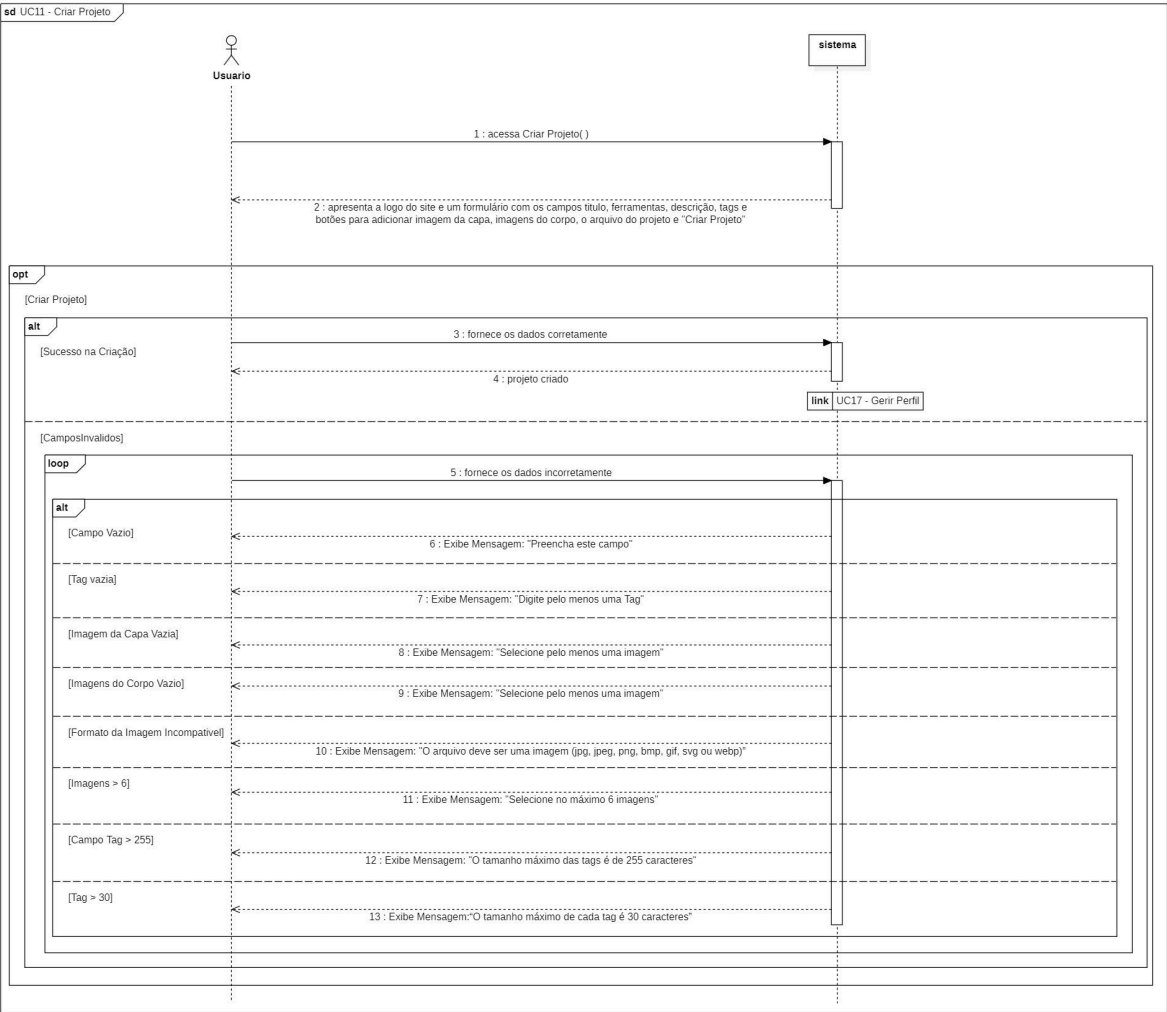 sd UC11 - Criar Projeto
Usuario
sistema
1 : acessa Criar Projeto( )
2 : apresenta a logo do site e um formulário com os campos titulo, ferramentas, descrição, tags e
botões para adicionar imagem da capa, imagens do corpo, o arquivo do projeto e "Criar Projeto"
opt
[Criar Projeto]
alt
3 : fornece os dados corretamente
[Sucesso na Criação]
4 : projeto criado
link UC17 - Gerir Perfil
[CamposInvalidos]
loop
5 : fornece os dados incorretamente
alt
[Campo Vazio]
6 : Exibe Mensagem: "Preencha este campo"
[Tag vazia]
7 : Exibe Mensagem: "Digite pelo menos uma Tag"
[Imagem da Capa Vazia]
8 : Exibe Mensagem: "Selecione pelo menos uma imagem"
[Imagens do Corpo Vazio]
9 : Exibe Mensagem: "Selecione pelo menos uma imagem"
[Formato da Imagem Incompativel]
10 : Exibe Mensagem: "O arquivo deve ser uma imagem (jpg, jpeg, png, bmp, gif, svg ou webp)"
[Imagens > 6]
11 : Exibe Mensagem: "Selecione no máximo 6 imagens"
[Campo Tag > 255]
12 : Exibe Mensagem: "O tamanho máximo das tags é de 255 caracteres"
[Tag > 30]
13 : Exibe Mensagem:"O tamanho máximo de cada tag é 30 caracteres"